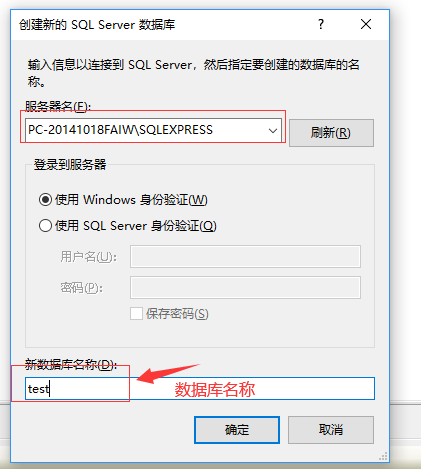 创建新的 SQL Server 数据库
输入信息以连接到 SQL Server，然后指定要创建的数据库的名
称。
服务器名(E):
PC-20141018FAIW\SQLEXPRESS
刷新(R)
登录到服务器
使用 Windows 身份验证(W)
使用 SQL Server 身份验证(Q)
用户名(U):
密码(P):
保存密码(S)
新数据库名称(D):
test
数据库名称
确定
取消